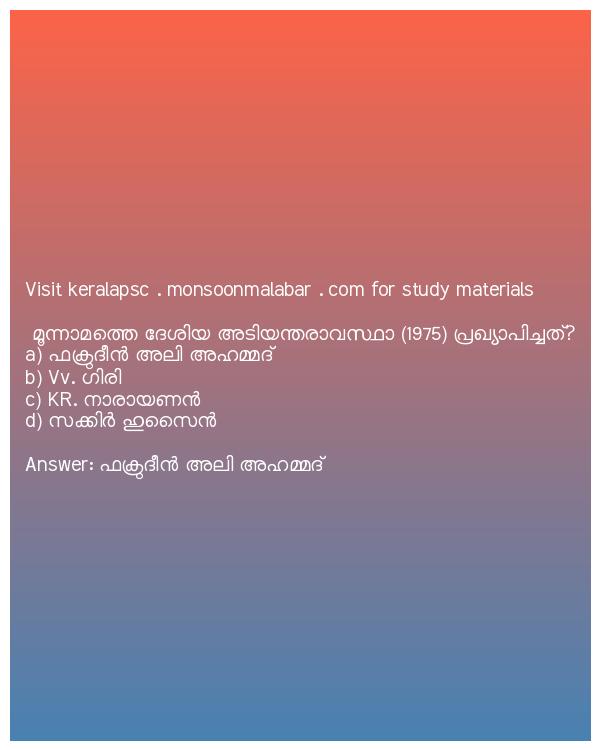 Visit keralapsc . monsoonmalabar . com for study materials
മൂന്നാമത്തെ ദേശിയ അടിയന്തരാവസ്ഥാ (1975) പ്രഖ്യാപിച്ചത്?
a) ഫക്രുദീൻ അലി അഹമ്മദ്
b) Vv. ഗിരി
c) KR. നാരായണൻ
d) സക്കിർ ഹുസൈൻ
Answer: ഫക്രുദീൻ അലി അഹമ്മദ്